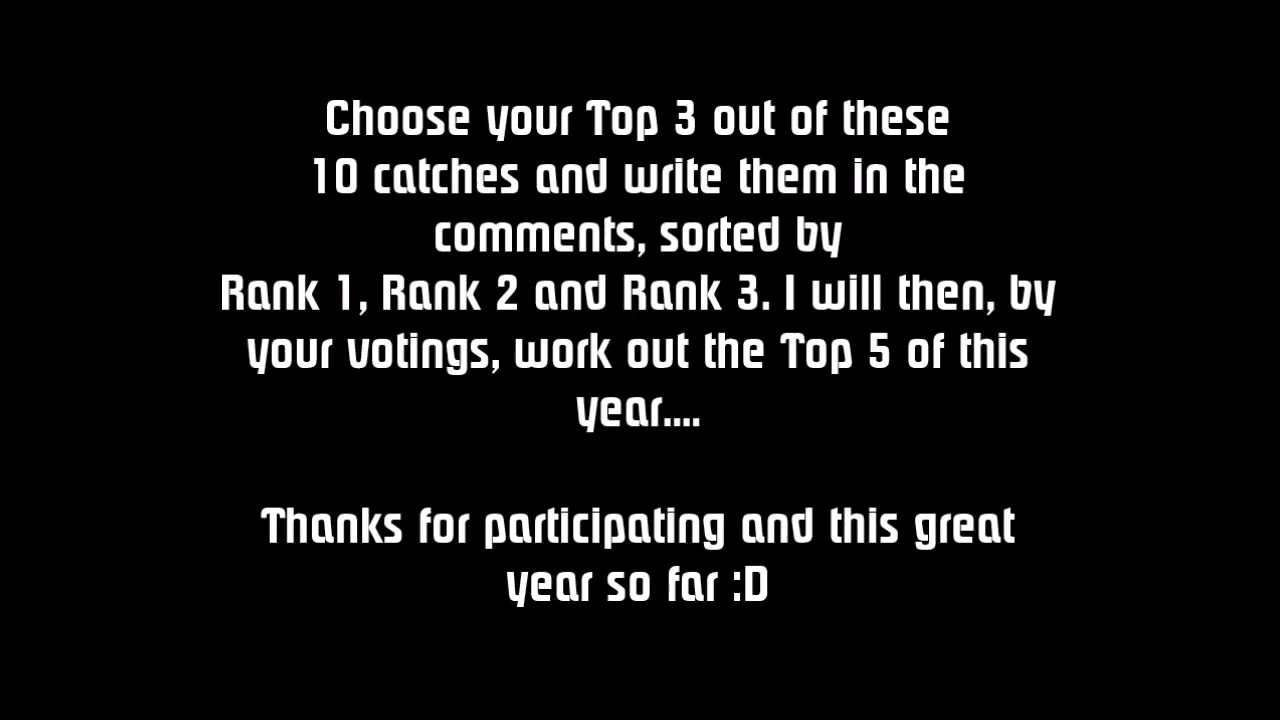 Choose your Top 3 out of these
10 catches and write them in the
comments, sorted by
Rank 1, Rank 2 and Rank 3. I will then, by
your votings, work out the Top 5 of this
year....
Thanks for participating and this great
year so far :D